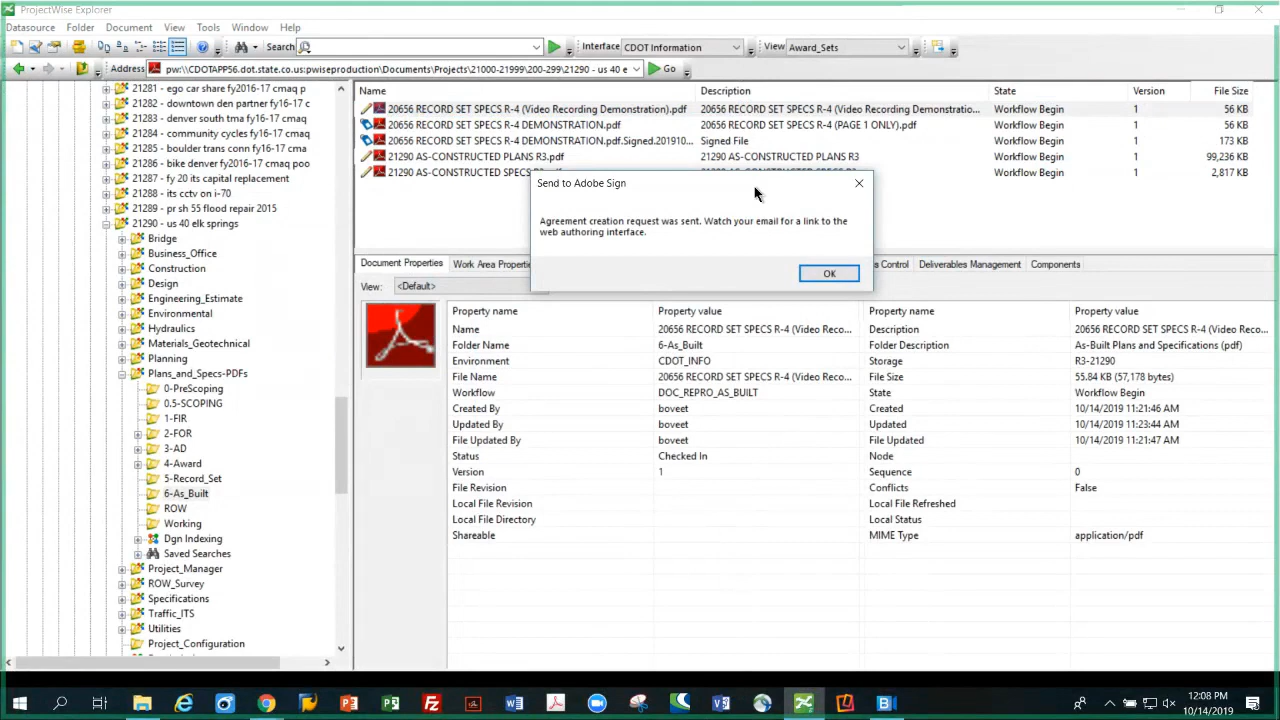 ProjectWise Explorer
Datasource Folder Document View Tools Window Help
Search Interface CDOT Information View Award_Sets
Address pw:\\CDOTAPP56.dot.state.co.us:pwiseproduction\Documents\Projects\21000-21999\200-299\21290 - us 40 e Go
21281 - ego car share fy2016-17 cmaq p
21282 - downtown den partner fy16-17 c
21283 - denver south tma fy16-17 cmaq
21284 - community cycles fy16-17 cmaq
21285 - boulder trans conn fy16-17 cmaq
21286 - bike denver fy2016-17 cmaq poo
21287 - fy 20 its capital replacement
21288 - its cctv on i-70
21289 - pr sh 55 flood repair 2015
21290 - us 40 elk springs
Bridge
Business_Office
Construction
Design
Engineering_Estimate
Environmental
Hydraulics
Materials_Geotechnical
Planning
Plans_and_Specs-PDFs
0-PreScoping
0.5-SCOPING
1-FIR
2-FOR
3-AD
4-Award
5-Record_Set
6-As_Built
ROW
Working
Dgn Indexing
Saved Searches
Project_Manager
ROW_Survey
Specifications
Traffic_ITS
Utilities
Project_Configuration
Name Description State Version File Size
20656 RECORD SET SPECS R-4 (Video Recording Demonstration).pdf 20656 RECORD SET SPECS R-4 (Video Recording Demonstratio... Workflow Begin 1 56 KB
20656 RECORD SET SPECS R-4 DEMONSTRATION.pdf 20656 RECORD SET SPECS R-4 (PAGE 1 ONLY).pdf Workflow Begin 1 56 KB
20656 RECORD SET SPECS R-4 DEMONSTRATION.pdf.Signed.201910... Signed File Workflow Begin 1 173 KB
21290 AS-CONSTRUCTED PLANS R3.pdf 21290 AS-CONSTRUCTED PLANS R3 Workflow Begin 1 99,236 KB
21290 AS-CONSTRUCTED SPECS Workflow Begin 1 2,817 KB
Send to Adobe Sign
Agreement creation request was sent. Watch your email for a link to the
web authoring interface.
OK
Document Properties Work Area Properti s Control Deliverables Management Components
View: <Default>
Property name Property value Property name Property value
Name 20656 RECORD SET SPECS R-4 (Video Reco... Description 20656 RECORD SET SPECS R-4 (Video Reco...
Folder Name 6-As_Built Folder Description As-Built Plans and Specifications (pdf)
Environment CDOT_INFO Storage R3-21290
File Name 20656 RECORD SET SPECS R-4 (Video Reco... File Size 55.84 KB (57,178 bytes)
Workflow DOC_REPRO_AS_BUILT State Workflow Begin
Created By boveet Created 10/14/2019 11:21:46 AM
Updated By boveet Updated 10/14/2019 11:23:44 AM
File Updated By boveet File Updated 10/14/2019 11:21:47 AM
Status Checked In Node
Version 1 Sequence 0
File Revision Conflicts False
Local File Revision Local File Refreshed
Local File Directory Local Status
Shareable MIME Type application/pdf
12:08 PM
10/14/2019